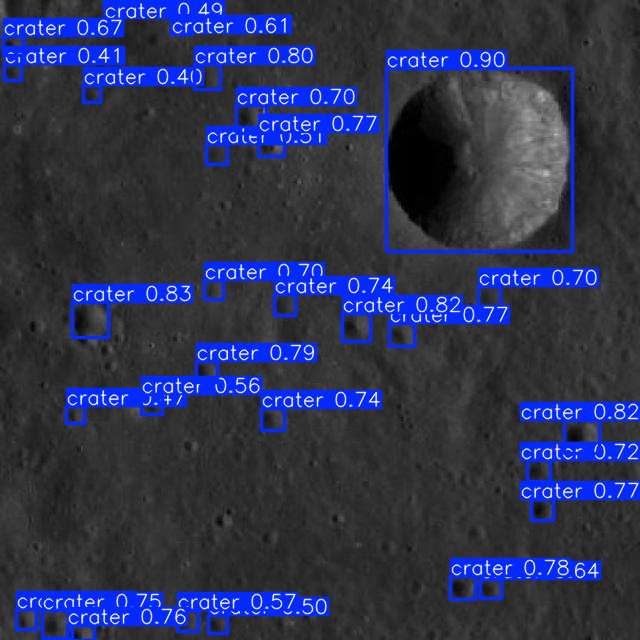 crater 0.49
crater 0.67
crater 0.61
crater 0.41
crater 0.80
crater 0.40
crater 0.90
crater 0.70
crater 0.77
crater 0.51
crater 0.70
crater 0.74
crater 0.70
crater 0.83
crater 0.82
crater 0.77
crater 0.79
crater 0.56
crater 0.47
crater 0.74
crater 0.82
crater 0.72
crater 0.77
crater 0.78
64
crater 0.75
crater 0.57
.50
crater 0.76